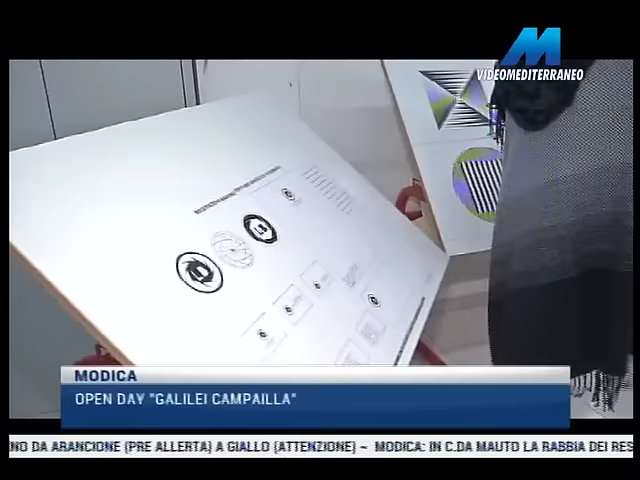 VIDEOMEDITERRANEO
MODICA
OPEN DAY "GALILEI CAMPAILLA"
NO DA ARANCIONE (PRE ALLERTA) A GIALLO (ATTENZIONE) ~ MODICA: IN C.DA MAUTO LA RABBIA DEI RES